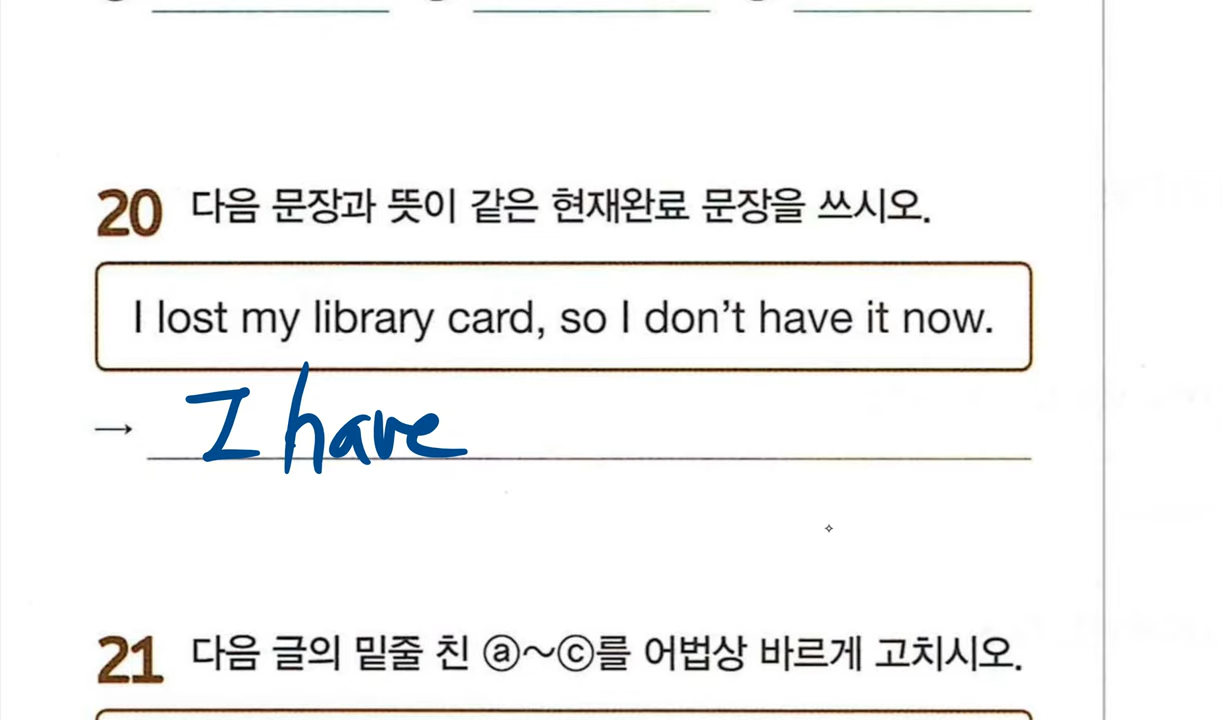 20 다음 문장과 뜻이 같은 현재완료 문장을 쓰시오.
I lost my library card, so I don't have it now.
→ I have
21 다음 글의 밑줄 친 ⓐ~ⓒ를 어법상 바르게 고치시오.